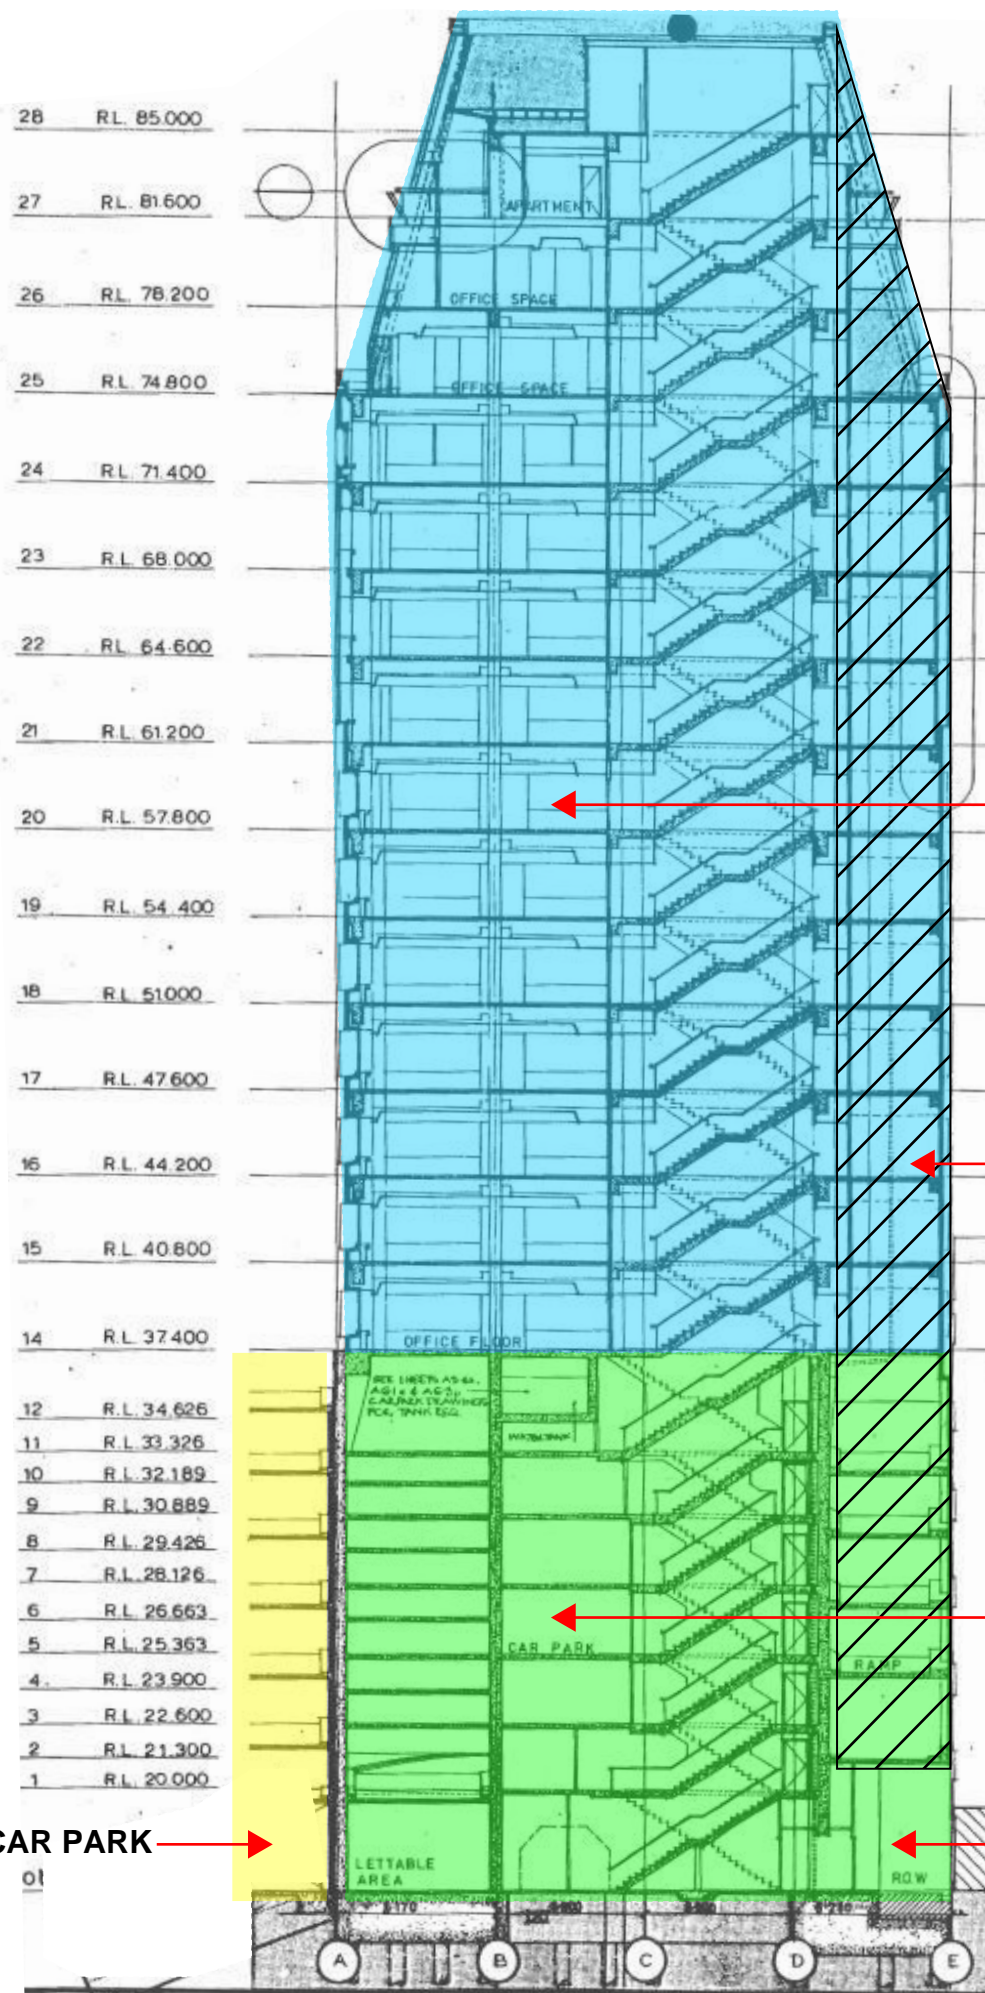 28 R.L. 85.000
27 R.L. 81.600
APARTMENT
26 R.L. 78.200
OFFICE SPACE
25 R.L. 74.800
OFFICE SPACE
24 R.L. 71.400
23 R.L. 68.000
22 R.L. 64.600
21 R.L. 61.200
20 R.L. 57.800
19 R.L. 54.400
18 R.L. 51.000
17 R.L. 47.600
16 R.L. 44.200
15 R.L. 40.800
14 R.L. 37.400
OFFICE FLOOR
12 R.L. 34.626
11 R.L. 33.326
WATER TANK
10 R.L. 32.189
9 R.L. 30.889
8 R.L. 29.426
7 R.L. 28.126
6 R.L. 26.663
5 R.L. 25.363
CAR PARK
RAMP
4. R.L. 23.900
3 R.L. 22.600
2 R.L. 21.300
1 R.L. 20.000
CAR PARK
LETTABLE
AREA
R.O.W
A B C D E